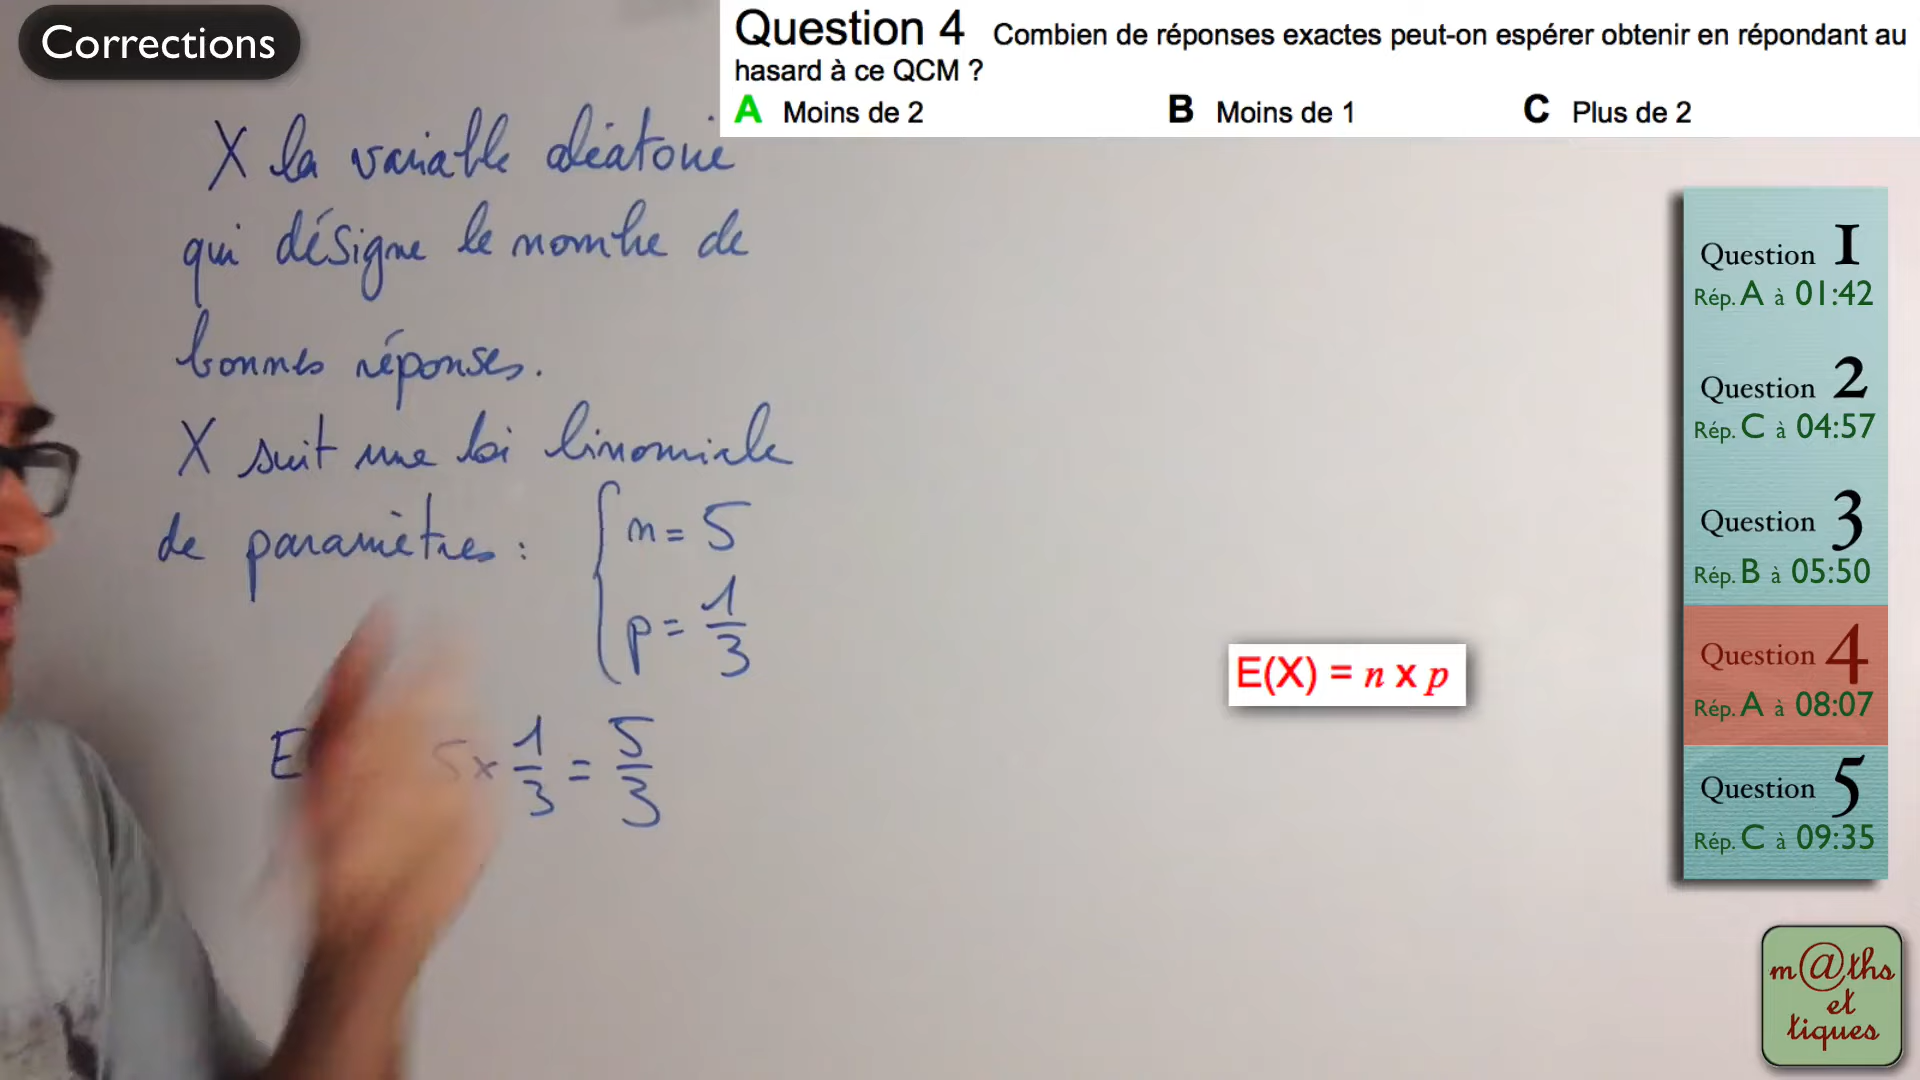 Corrections
Question 4 Combien de réponses exactes peut-on espérer obtenir en répondant au
hasard à ce QCM ?
A Moins de 2 B Moins de 1 C Plus de 2
X la variable aléatoire
qui désigne le nombre de
bonnes réponses.
X suit une loi binomiale
de paramètres : { n = 5
p = 1/3
E 5 x 1/3 = 5/3
E(X) = n x p
Question 1
Rép. A à 01:42
Question 2
Rép. C à 04:57
Question 3
Rép. B à 05:50
Question 4
Rép. A à 08:07
Question 5
Rép. C à 09:35
m@ths
et
tiques